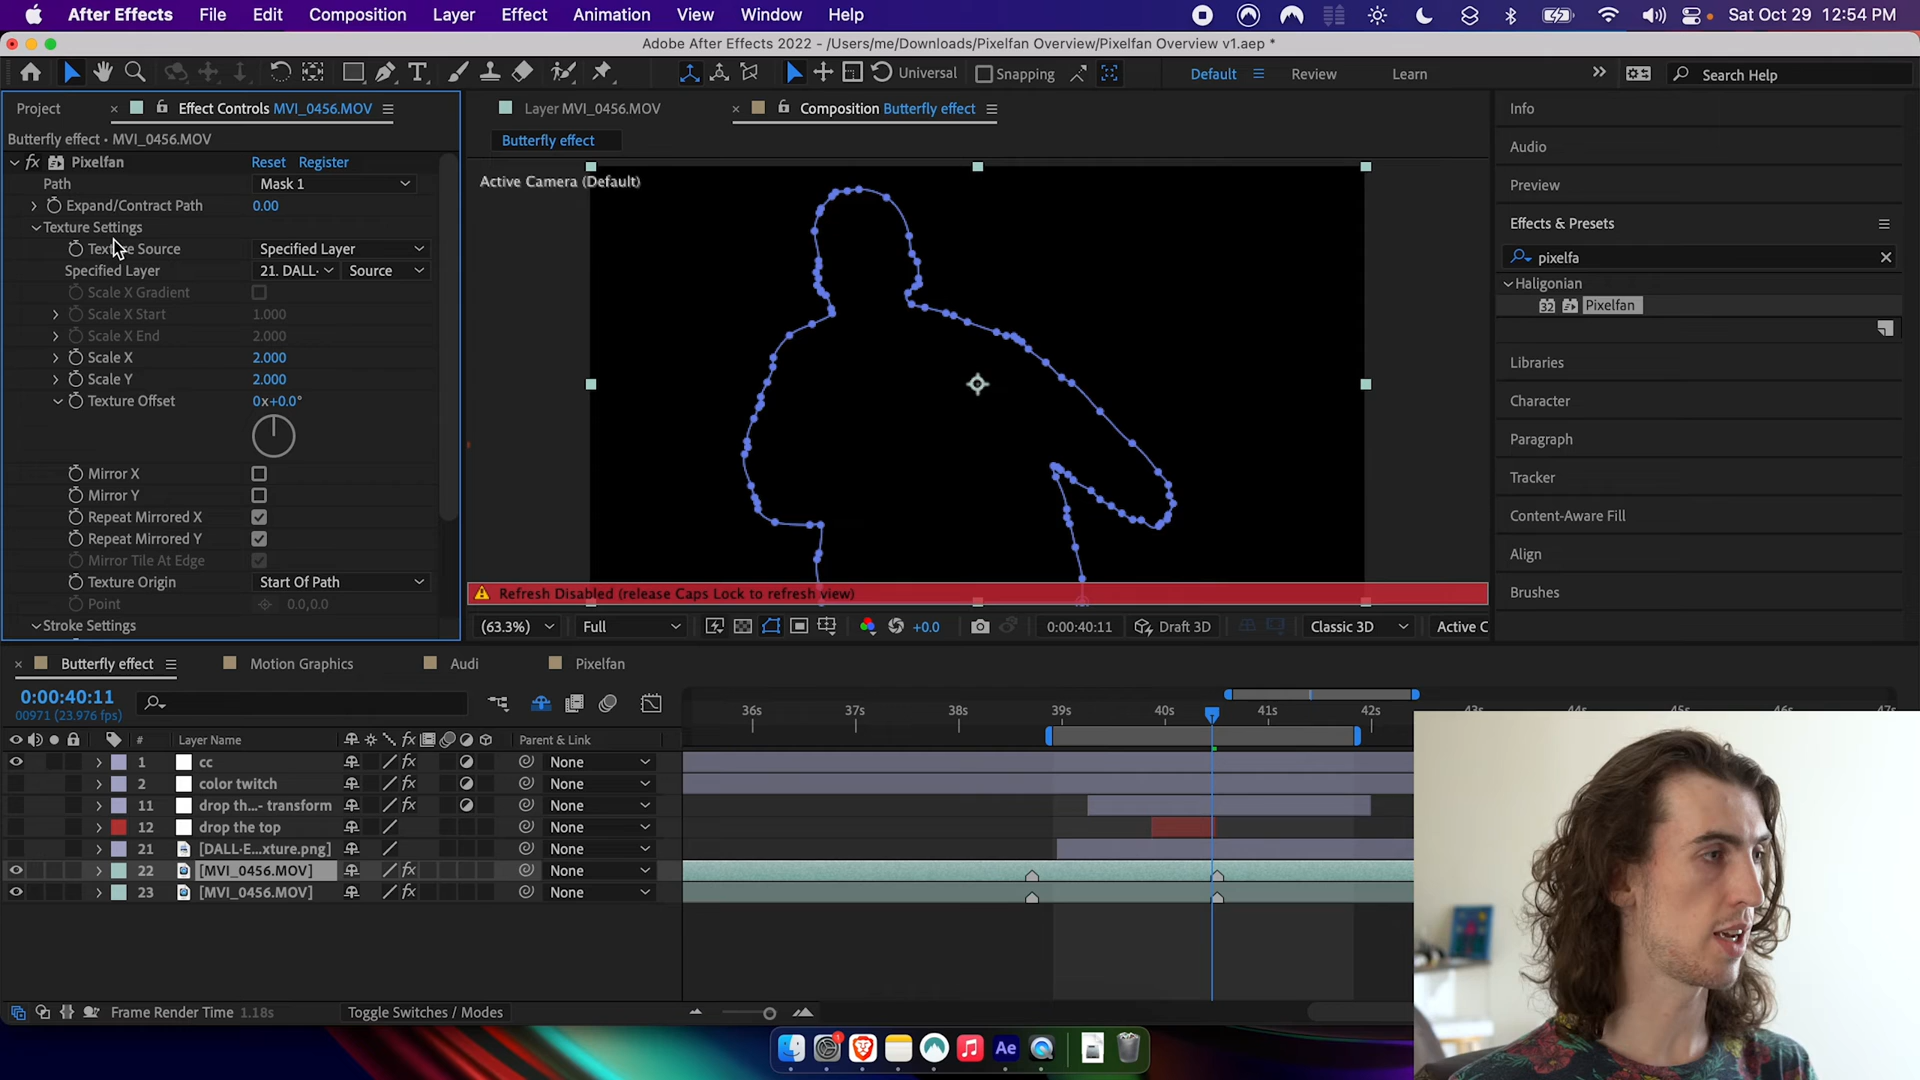 After Effects File Edit Composition Layer Effect Animation View Window Help Sat Oct 29 12:54 PM
Adobe After Effects 2022 - /Users/me/Downloads/Pixelfan Overview/Pixelfan Overview v1.aep *
Universal Snapping Default Review Learn Search Help
Project Effect Controls MVI_0456.MOV Layer MVI_0456.MOV Composition Butterfly effect Info
Butterfly effect • MVI_0456.MOV Butterfly effect Audio
Pixelfan Reset Register
Path Mask 1 Active Camera (Default) Preview
Expand/Contract Path 0.00
Texture Settings Effects & Presets
Texture Source Specified Layer pixelfa
Specified Layer 21. DALL· Source
Haligonian
Scale X Gradient 32 Pixelfan
Scale X Start 1.000
Scale X End 2.000
Scale X 2.000 Libraries
Scale Y 2.000
Texture Offset 0x+0.0° Character
Paragraph
Mirror X Tracker
Mirror Y
Repeat Mirrored X Content-Aware Fill
Repeat Mirrored Y
Mirror Tile At Edge Align
Texture Origin Start Of Path Brushes
Point 0.0,0.0 Refresh Disabled (release Caps Lock to refresh view)
Stroke Settings (63.3%) Full +0.0 0:00:40:11 Draft 3D Classic 3D Active C
Butterfly effect Motion Graphics Audi Pixelfan
0:00:40:11
00971 (23.976 fps) 36s 37s 38s 39s 40s 41s 42s 43s 44s 45s 46s 47s
# Layer Name fx Parent & Link
1 cc fx None
2 color twitch None
11 drop th...- transform fx None
12 drop the top None
21 [DALL·E...xture.png] None
22 [MVI_0456.MOV] fx None
23 [MVI_0456.MOV] fx None
Frame Render Time 1.18s Toggle Switches / Modes
Ae